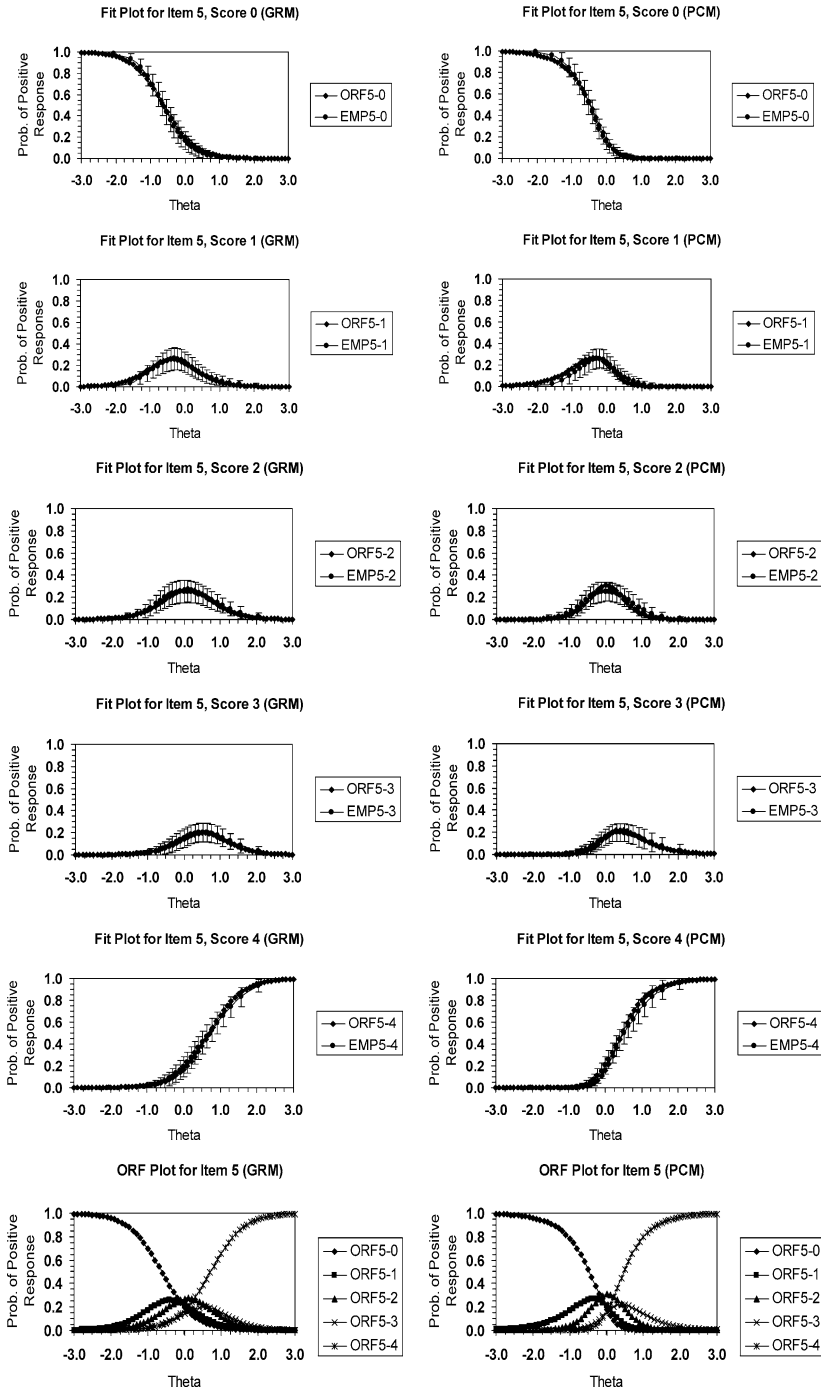 Fit Plot for Item 5, Score 0 (GRM)
Prob. of Positive
Response
1.0
0.8
0.6
0.4
0.2
0.0
-3.0 -2.0 -1.0 0.0 1.0 2.0 3.0
Theta
ORF5-0
EMP5-0
Fit Plot for Item 5, Score 0 (PCM)
Prob. of Positive
Response
1.0
0.8
0.6
0.4
0.2
0.0
-3.0 -2.0 -1.0 0.0 1.0 2.0 3.0
Theta
ORF5-0
EMP5-0
Fit Plot for Item 5, Score 1 (GRM)
Prob. of Positive
Response
1.0
0.8
0.6
0.4
0.2
0.0
-3.0 -2.0 -1.0 0.0 1.0 2.0 3.0
Theta
ORF5-1
EMP5-1
Fit Plot for Item 5, Score 1 (PCM)
Prob. of Positive
Response
1.0
0.8
0.6
0.4
0.2
0.0
-3.0 -2.0 -1.0 0.0 1.0 2.0 3.0
Theta
ORF5-1
EMP5-1
Fit Plot for Item 5, Score 2 (GRM)
Prob. of Positive
Response
1.0
0.8
0.6
0.4
0.2
0.0
-3.0 -2.0 -1.0 0.0 1.0 2.0 3.0
Theta
ORF5-2
EMP5-2
Fit Plot for Item 5, Score 2 (PCM)
Prob. of Positive
Response
1.0
0.8
0.6
0.4
0.2
0.0
-3.0 -2.0 -1.0 0.0 1.0 2.0 3.0
Theta
ORF5-2
EMP5-2
Fit Plot for Item 5, Score 3 (GRM)
Prob. of Positive
Response
1.0
0.8
0.6
0.4
0.2
0.0
-3.0 -2.0 -1.0 0.0 1.0 2.0 3.0
Theta
ORF5-3
EMP5-3
Fit Plot for Item 5, Score 3 (PCM)
Prob. of Positive
Response
1.0
0.8
0.6
0.4
0.2
0.0
-3.0 -2.0 -1.0 0.0 1.0 2.0 3.0
Theta
ORF5-3
EMP5-3
Fit Plot for Item 5, Score 4 (GRM)
Prob. of Positive
Response
1.0
0.8
0.6
0.4
0.2
0.0
-3.0 -2.0 -1.0 0.0 1.0 2.0 3.0
Theta
ORF5-4
EMP5-4
Fit Plot for Item 5, Score 4 (PCM)
Prob. of Positive
Response
1.0
0.8
0.6
0.4
0.2
0.0
-3.0 -2.0 -1.0 0.0 1.0 2.0 3.0
Theta
ORF5-4
EMP5-4
ORF Plot for Item 5 (GRM)
Prob. of Positive
Response
1.0
0.8
0.6
0.4
0.2
0.0
-3.0 -2.0 -1.0 0.0 1.0 2.0 3.0
Theta
ORF5-0
ORF5-1
ORF5-2
ORF5-3
ORF5-4
ORF Plot for Item 5 (PCM)
Prob. of Positive
Response
1.0
0.8
0.6
0.4
0.2
0.0
-3.0 -2.0 -1.0 0.0 1.0 2.0 3.0
Theta
ORF5-0
ORF5-1
ORF5-2
ORF5-3
ORF5-4